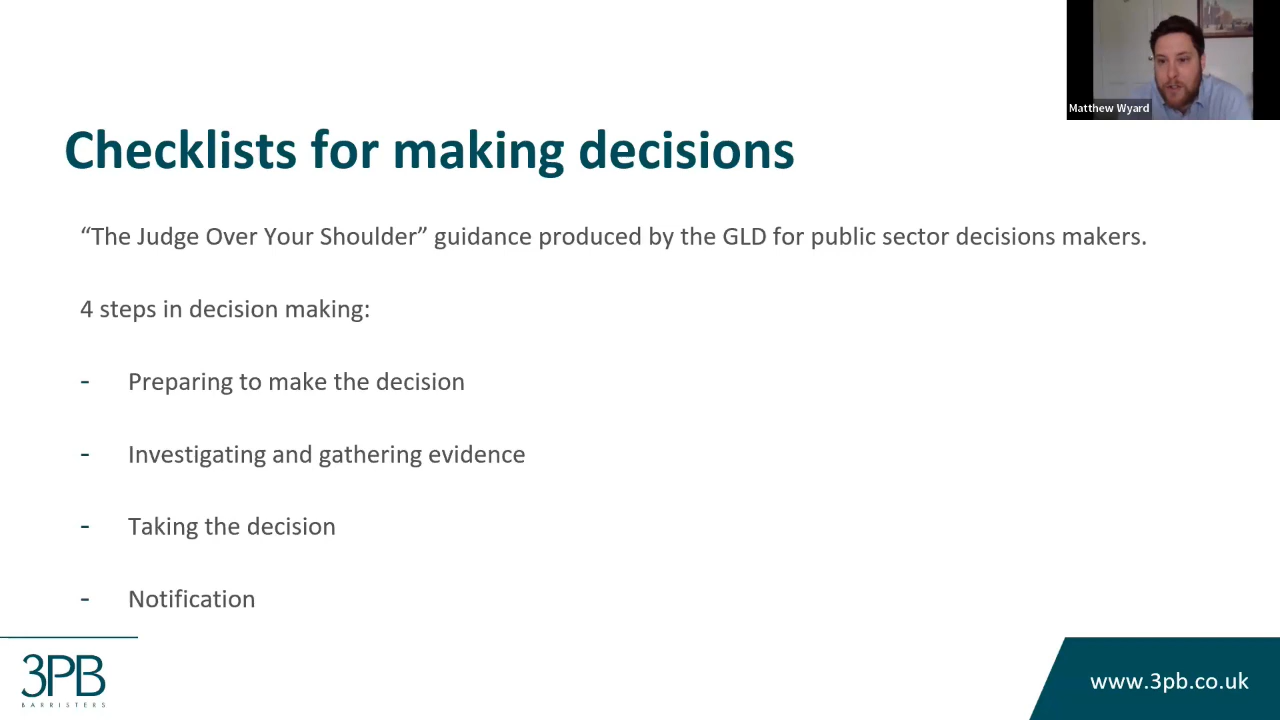 Matthew Wyard
Checklists for making decisions
“The Judge Over Your Shoulder” guidance produced by the GLD for public sector decisions makers.
4 steps in decision making:
- Preparing to make the decision
- Investigating and gathering evidence
- Taking the decision
- Notification
3PB
BARRISTERS
www.3pb.co.uk